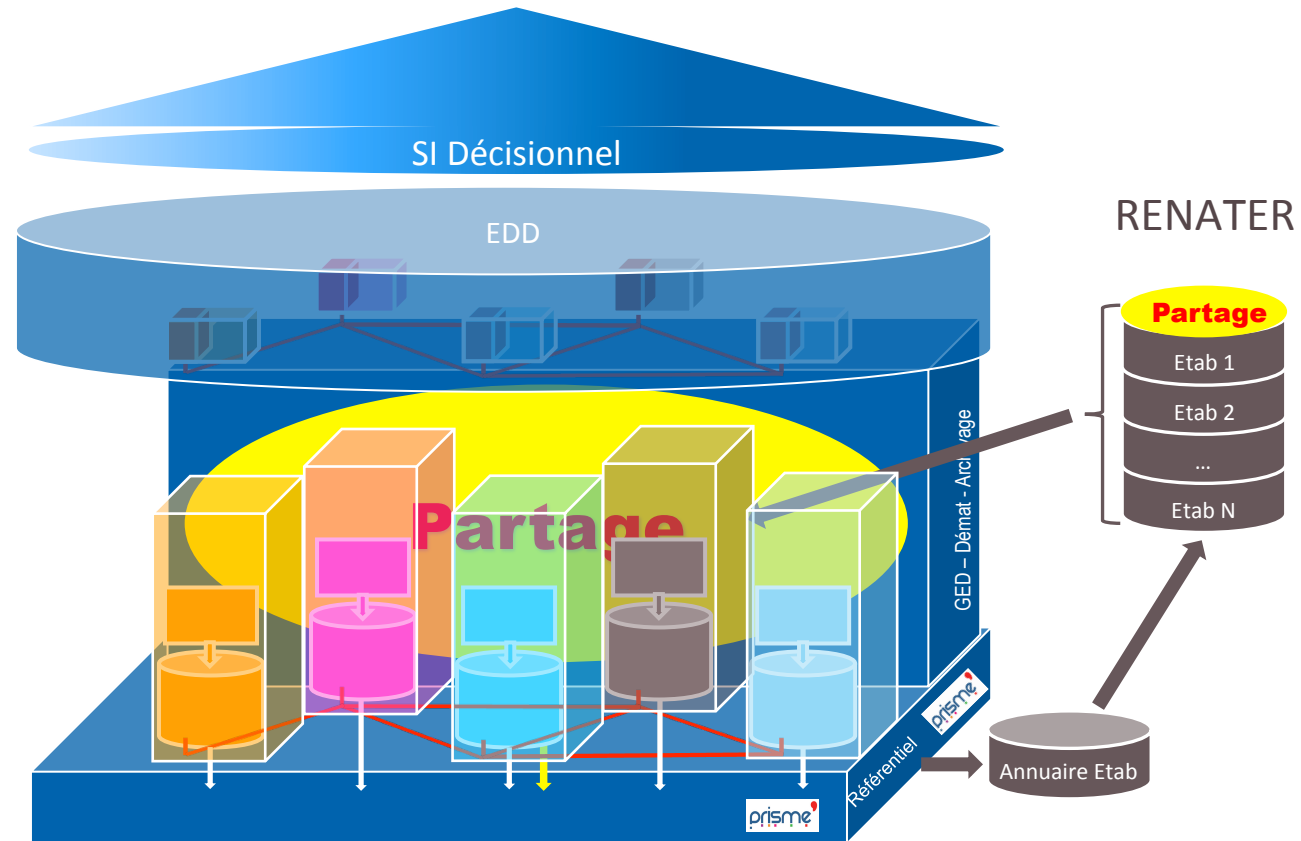 SI Décisionnel
EDD
RENATER
Partage
Etab 1
Etab 2
...
Etab N
Partage
GED – Démat - Archivage
Référentiel
prisme
Annuaire Etab
prisme